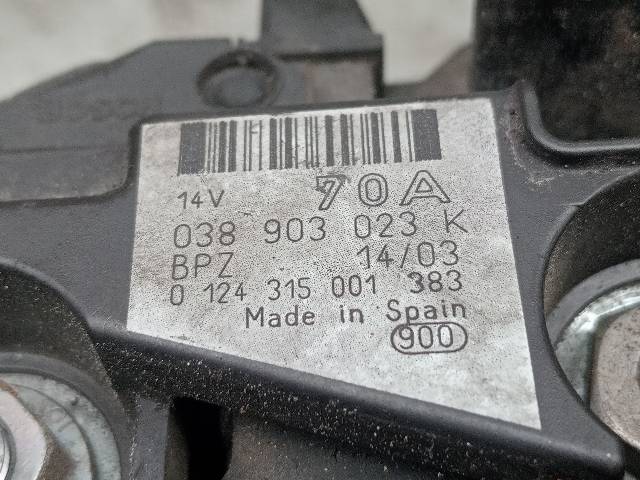 14V 70A
038 903 023 K
BPZ 14/03
0 124 315 001 383
Made in Spain
900